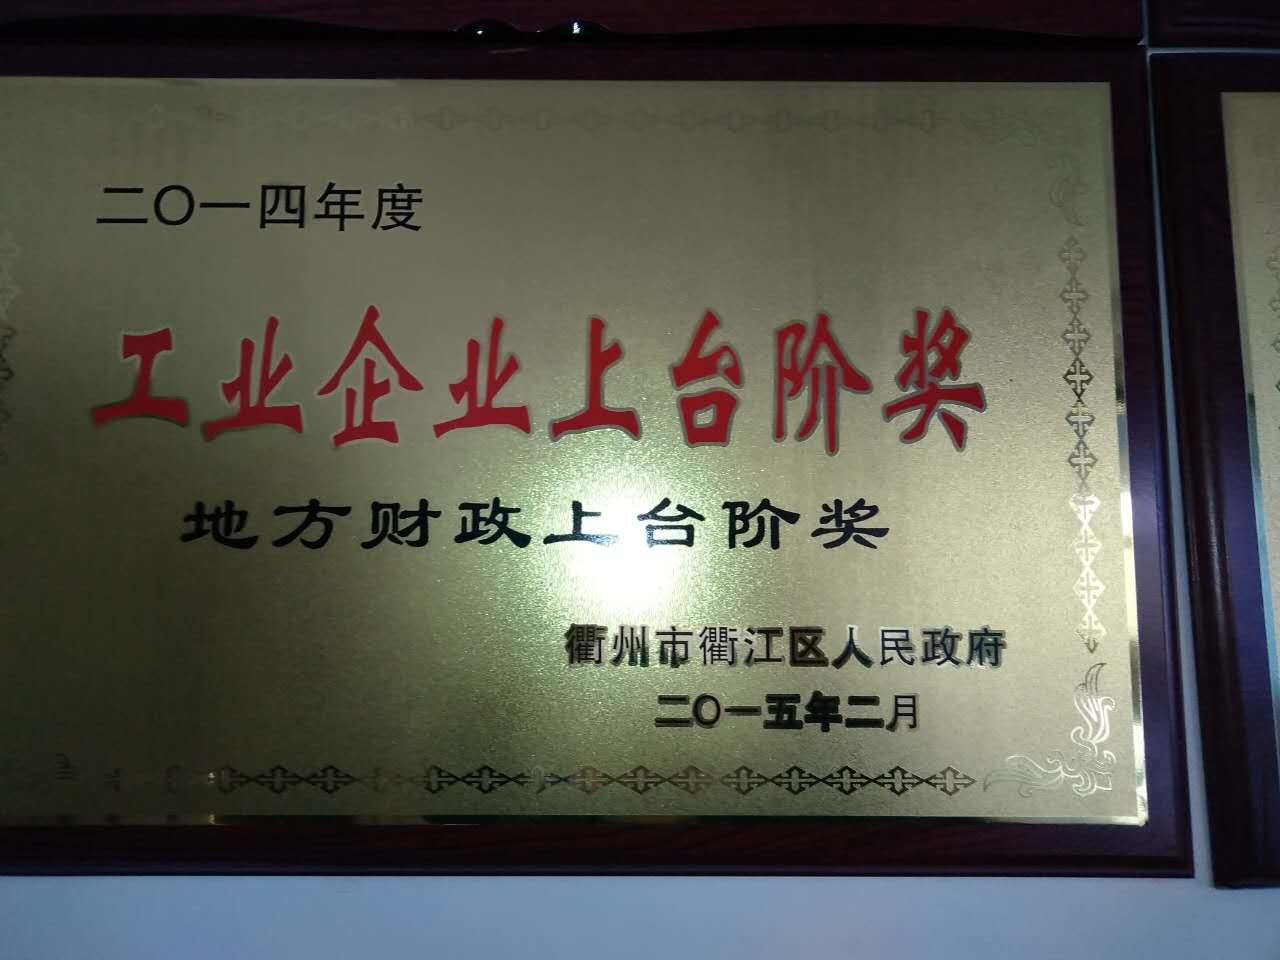 二〇一四年度
工业企业上台阶奖
地方财政上台阶奖
衢州市衢江区人民政府
二〇一五年二月